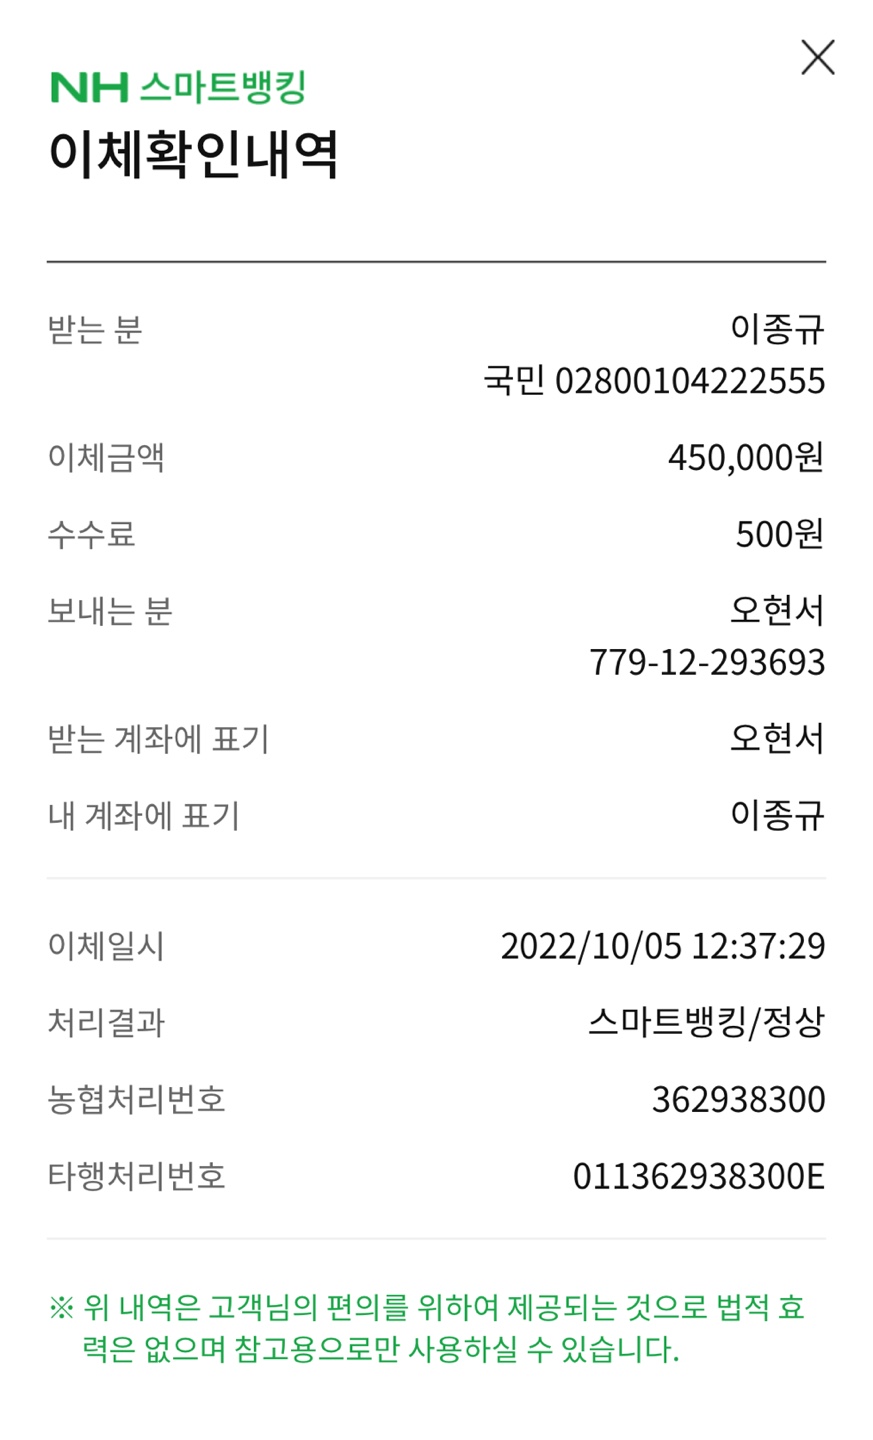 NH 스마트뱅킹
이체확인내역
받는 분 이종규
국민 02800104222555
이체금액 450,000원
수수료 500원
보내는 분 오현서
779-12-293693
받는 계좌에 표기 오현서
내 계좌에 표기 이종규
이체일시 2022/10/05 12:37:29
처리결과 스마트뱅킹/정상
농협처리번호 362938300
타행처리번호 011362938300E
※ 위 내역은 고객님의 편의를 위하여 제공되는 것으로 법적 효
력은 없으며 참고용으로만 사용하실 수 있습니다.